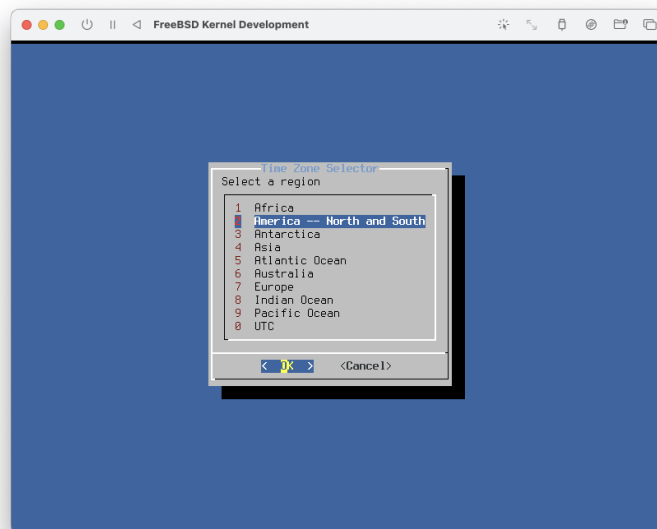 FreeBSD Kernel Development
Time Zone Selector
Select a region
1 Africa
2 America -- North and South
3 Antarctica
4 Asia
5 Atlantic Ocean
6 Australia
7 Europe
8 Indian Ocean
9 Pacific Ocean
0 UTC
< OK > <Cancel>